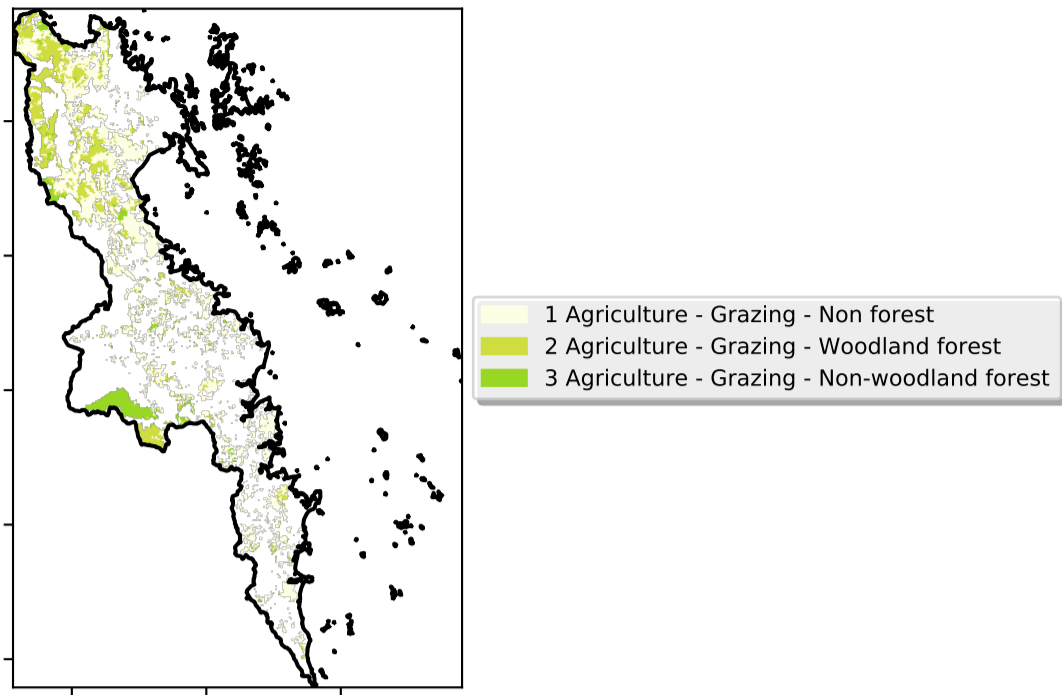 1 Agriculture - Grazing - Non forest
2 Agriculture - Grazing - Woodland forest
3 Agriculture - Grazing - Non-woodland forest